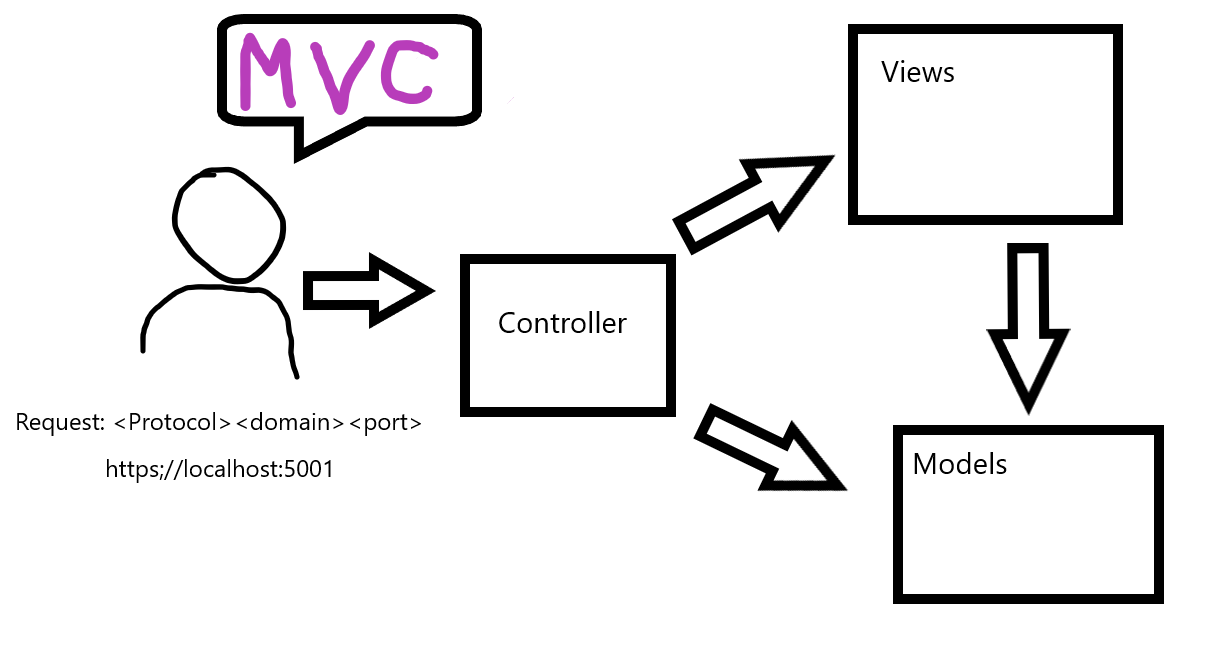 MVC
Views
Controller
Request: <Protocol><domain><port>
https;//localhost:5001
Models